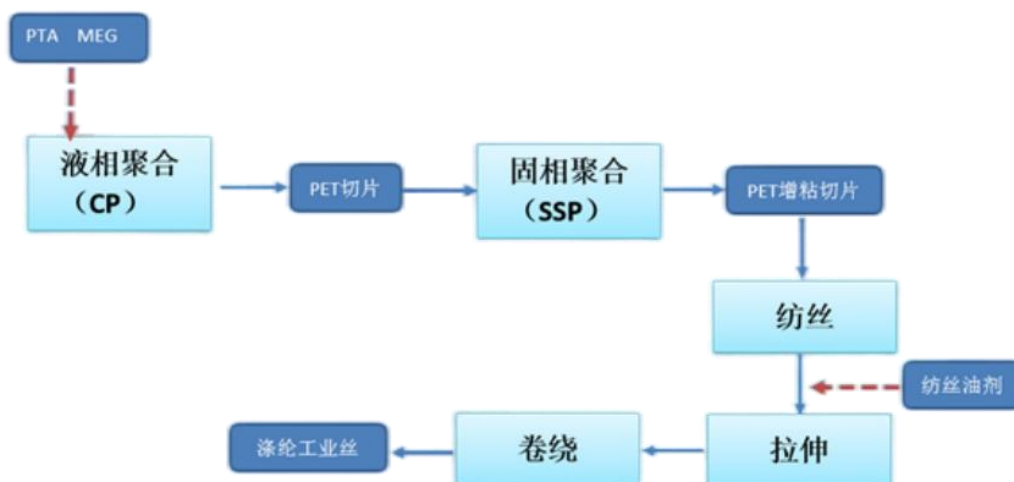 PTA MEG
液相聚合
（CP）
PET切片
固相聚合
（SSP）
PET增粘切片
纺丝
纺丝油剂
拉伸
卷绕
涤纶工业丝